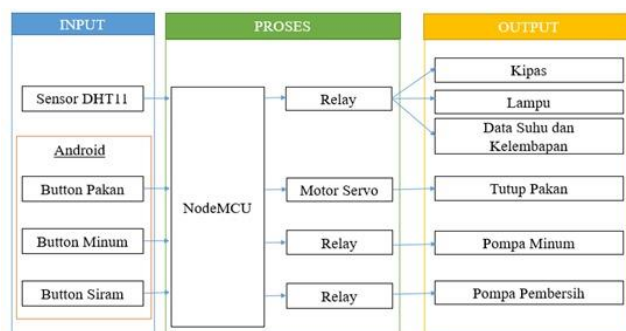 INPUT
PROSES
OUTPUT
Sensor DHT11
Android
Button Pakan
Button Minum
Button Siram
NodeMCU
Relay
Motor Servo
Relay
Relay
Kipas
Lampu
Data Suhu dan
Kelembapan
Tutup Pakan
Pompa Minum
Pompa Pembersih